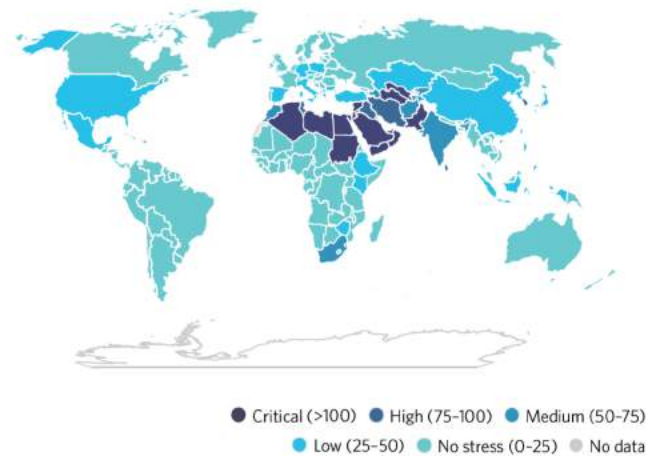 Critical (>100) High (75–100) Medium (50–75)
Low (25–50) No stress (0–25) No data